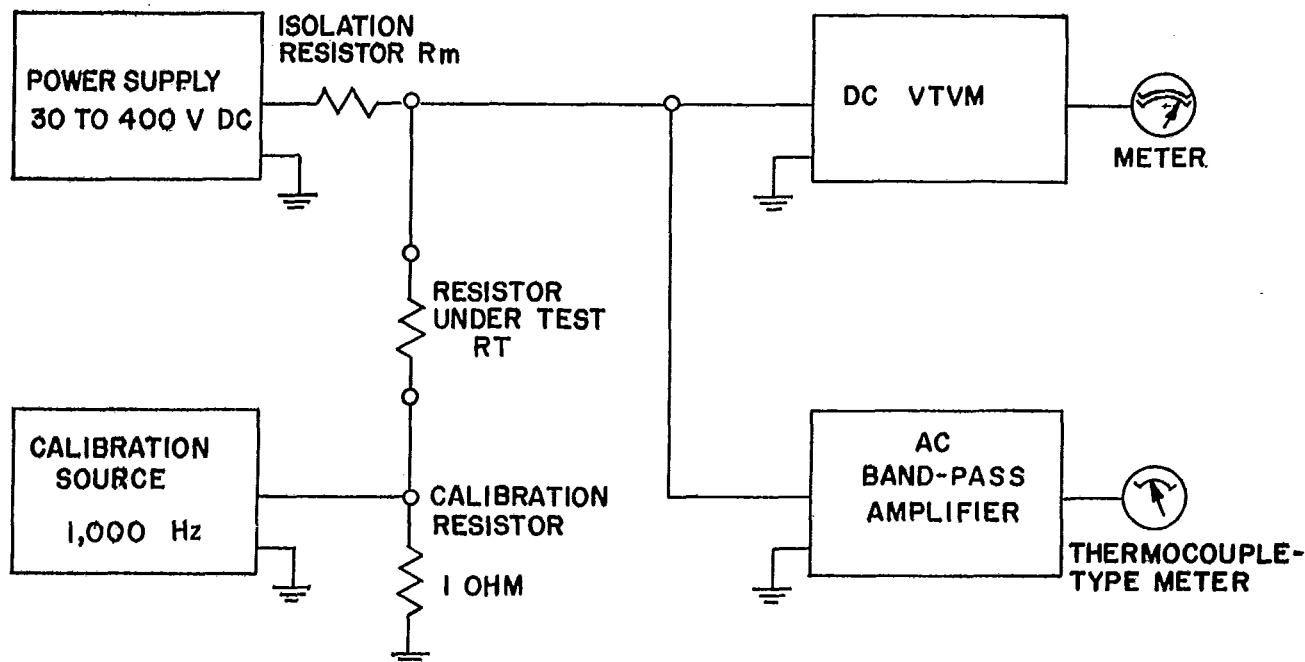 ISOLATION
RESISTOR Rm
POWER SUPPLY
30 TO 400 V DC
DC VTVM
METER
RESISTOR
UNDER TEST
RT
CALIBRATION
SOURCE
1,000 Hz
CALIBRATION
RESISTOR
1 OHM
AC
BAND-PASS
AMPLIFIER
THERMOCOUPLE-
TYPE METER